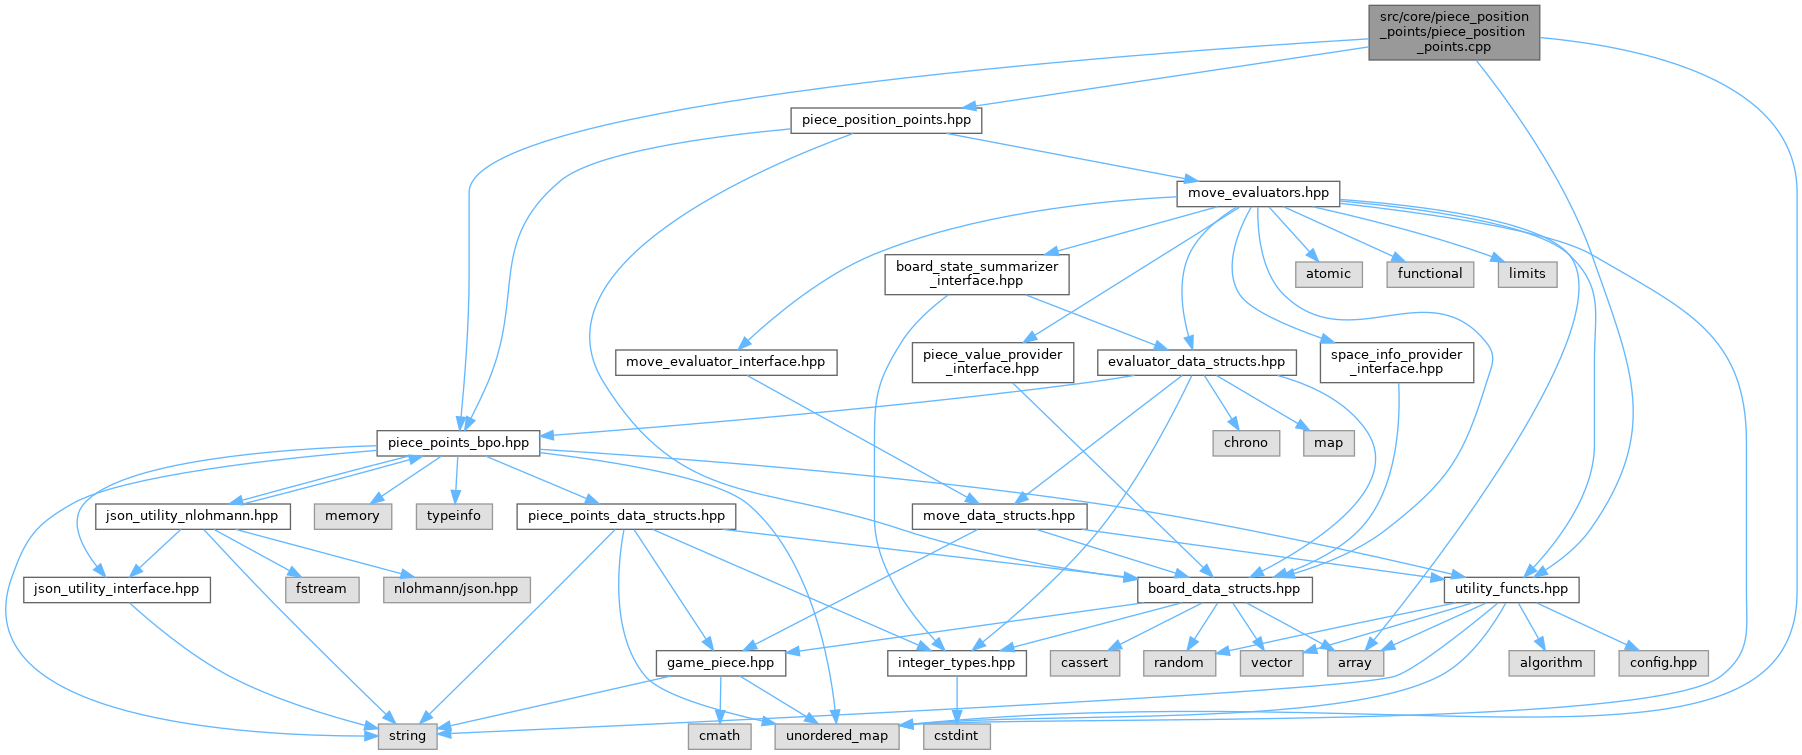 src/core/piece_position
_points/piece_position
_points.cpp
piece_position_points.hpp
move_evaluators.hpp
board_state_summarizer
_interface.hpp
atomic
functional
limits
move_evaluator_interface.hpp
piece_value_provider
_interface.hpp
evaluator_data_structs.hpp
space_info_provider
_interface.hpp
piece_points_bpo.hpp
chrono
map
json_utility_nlohmann.hpp
memory
typeinfo
piece_points_data_structs.hpp
move_data_structs.hpp
json_utility_interface.hpp
fstream
nlohmann/json.hpp
board_data_structs.hpp
utility_functs.hpp
game_piece.hpp
integer_types.hpp
cassert
random
vector
array
algorithm
config.hpp
string
cmath
unordered_map
cstdint